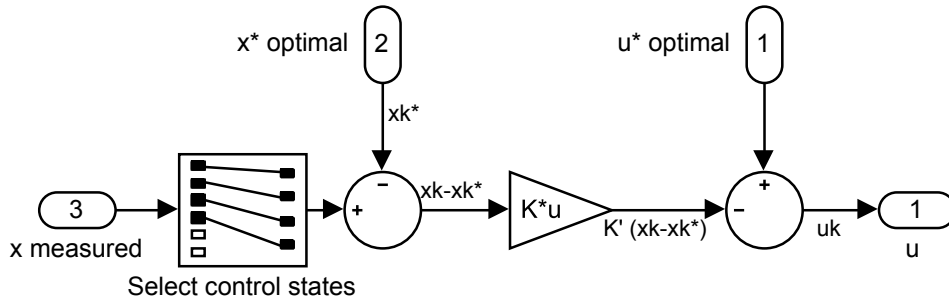 x* optimal
2
u* optimal
1
xk*
−
+
xk-xk*
K*u
K' (xk-xk*)
+
−
uk
3
x measured
1
u
Select control states